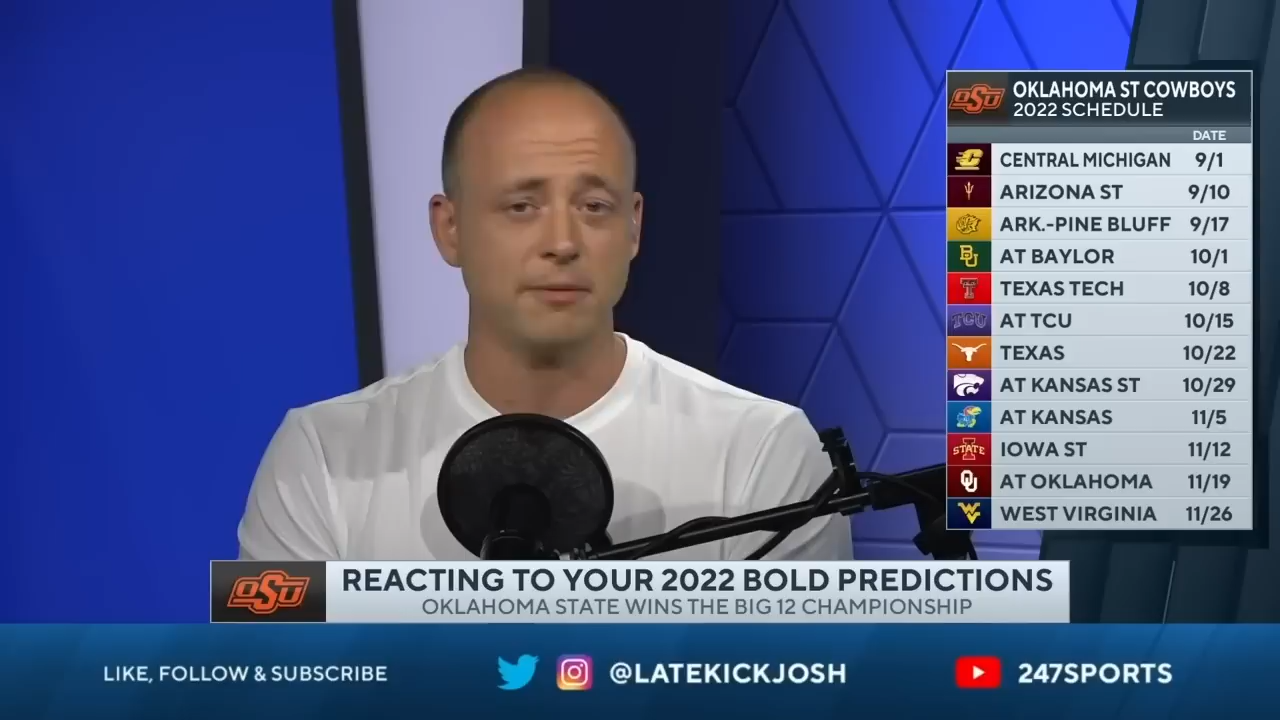 OSU
OKLAHOMA ST COWBOYS
2022 SCHEDULE
DATE
CENTRAL MICHIGAN 9/1
ARIZONA ST 9/10
ARK.-PINE BLUFF 9/17
BU AT BAYLOR 10/1
T TEXAS TECH 10/8
TCU AT TCU 10/15
TEXAS 10/22
AT KANSAS ST 10/29
AT KANSAS 11/5
STATE IOWA ST 11/12
OU AT OKLAHOMA 11/19
WV WEST VIRGINIA 11/26
OSU
REACTING TO YOUR 2022 BOLD PREDICTIONS
OKLAHOMA STATE WINS THE BIG 12 CHAMPIONSHIP
LIKE, FOLLOW & SUBSCRIBE @LATEKICKJOSH 247SPORTS